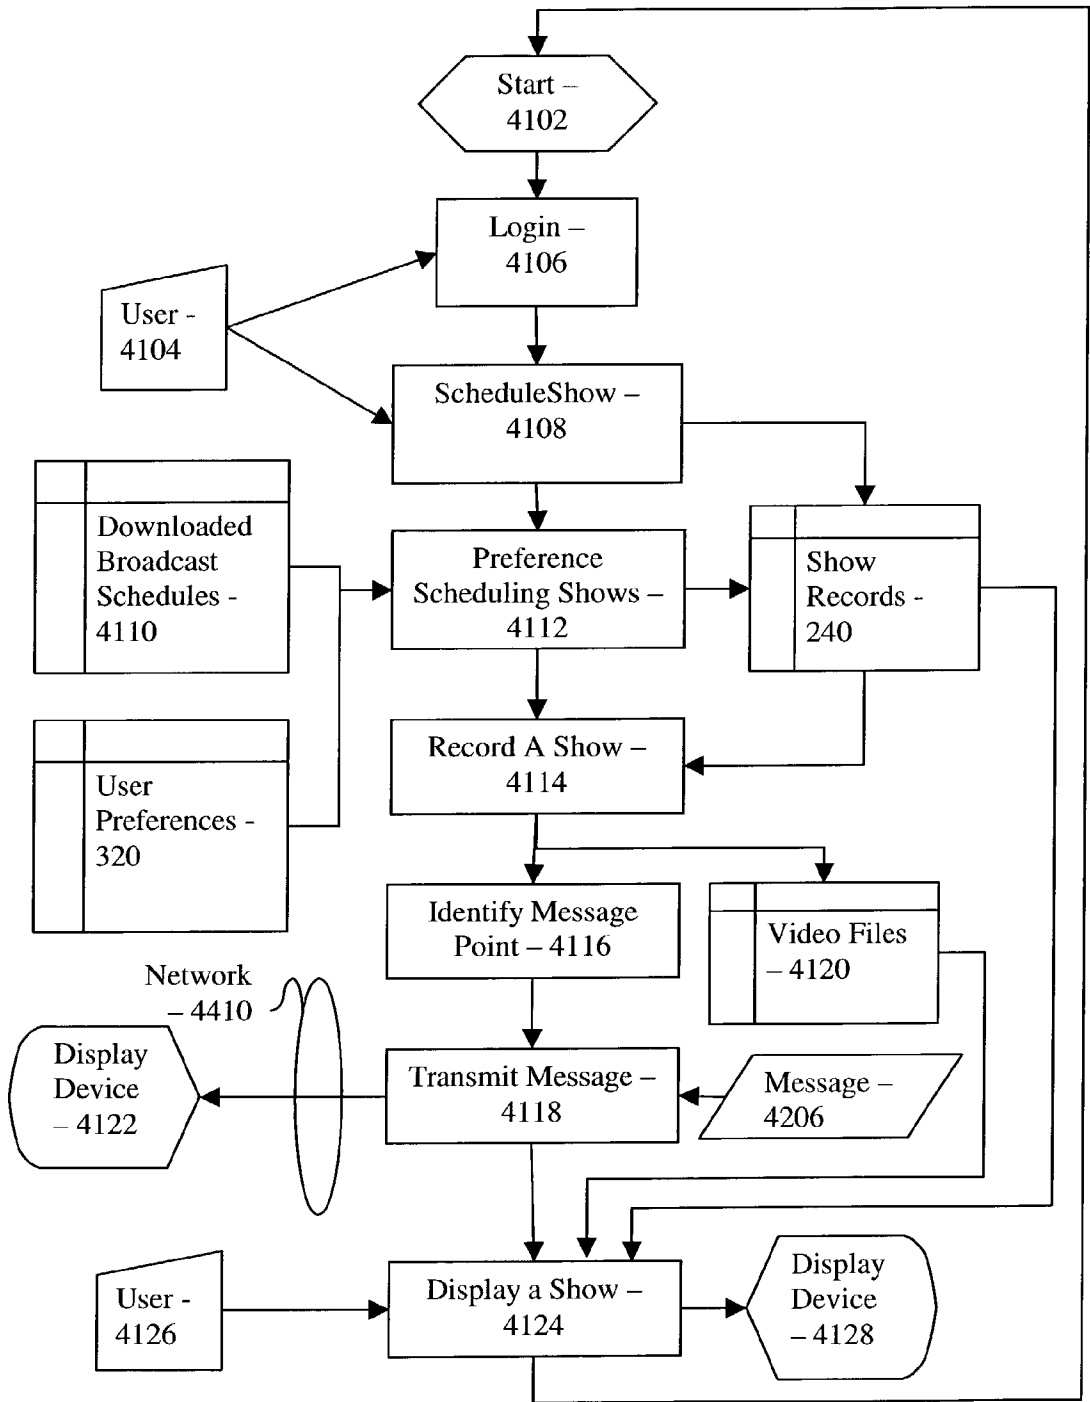 Start –
4102
Login –
4106
User -
4104
ScheduleShow –
4108
Downloaded
Broadcast
Schedules -
4110
Preference
Scheduling Shows –
4112
Show
Records -
240
User
Preferences -
320
Record A Show –
4114
Identify Message
Point – 4116
Video Files
– 4120
Network
– 4410
Display
Device
– 4122
Transmit Message –
4118
Message –
4206
User -
4126
Display a Show –
4124
Display
Device
– 4128